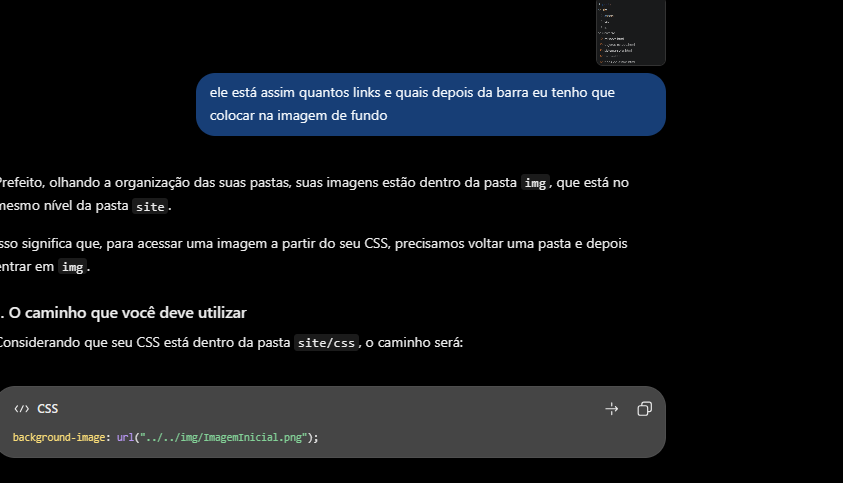 ele está assim quantos links e quais depois da barra eu tenho que
colocar na imagem de fundo
Prefeito, olhando a organização das suas pastas, suas imagens estão dentro da pasta img, que está no
mesmo nível da pasta site.
sso significa que, para acessar uma imagem a partir do seu CSS, precisamos voltar uma pasta e depois
entrar em img.
. O caminho que você deve utilizar
Considerando que seu CSS está dentro da pasta site/css, o caminho será:
</> CSS
background-image: url("../../img/ImagemInicial.png");